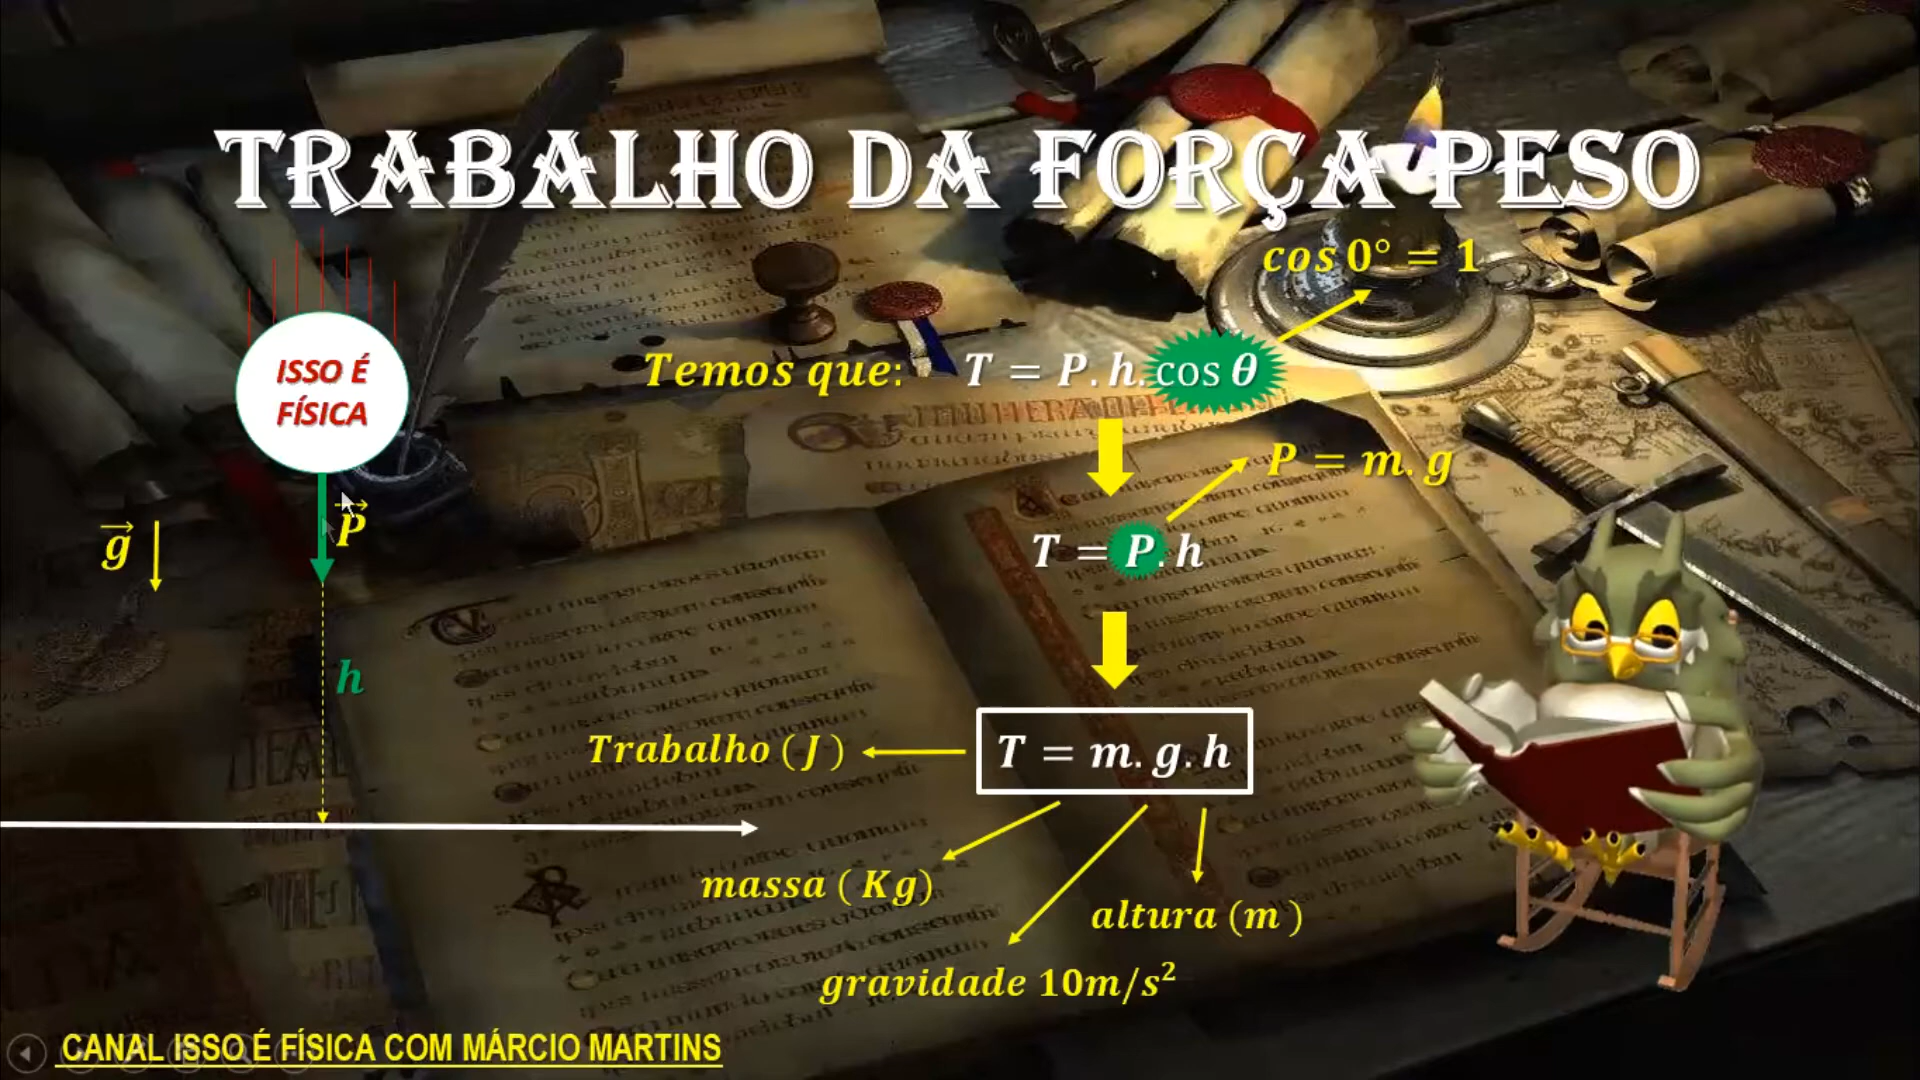 TRABALHO DA FORÇA PESO
cos 0° = 1
ISSO É
FÍSICA
Temos que: T = P.h.cos θ
P = m.g
g
P
T = P.h
h
Trabalho (J)
T = m.g.h
massa (Kg)
altura (m)
gravidade 10m/s²
CANAL ISSO É FÍSICA COM MÁRCIO MARTINS